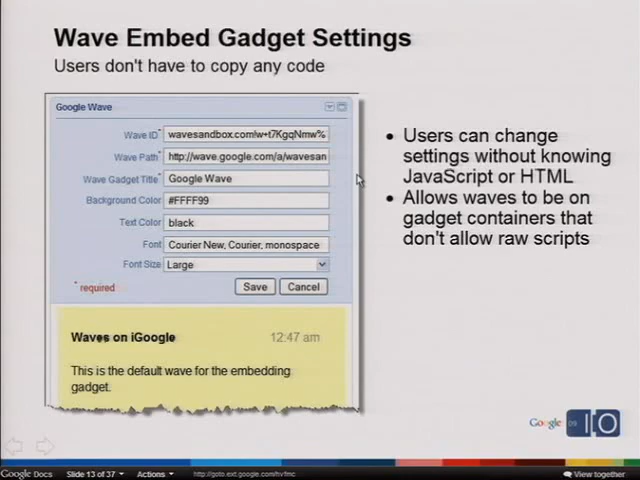 Wave Embed Gadget Settings
Users don't have to copy any code
Google Wave
Wave ID* wavesandbox.com!w+t7KgqNmw%
Wave Path* http://wave.google.com/a/wavesan
Wave Gadget Title* Google Wave
Background Color #FFFF99
Text Color black
Font Courier New, Courier, monospace
Font Size Large
* required Save Cancel
Waves on iGoogle 12:47 am
This is the default wave for the embedding
gadget.
• Users can change
settings without knowing
JavaScript or HTML
• Allows waves to be on
gadget containers that
don't allow raw scripts
Google 09 IO
Google Docs Slide 13 of 37 Actions http://goto.ext.google.com/hvfmc View together